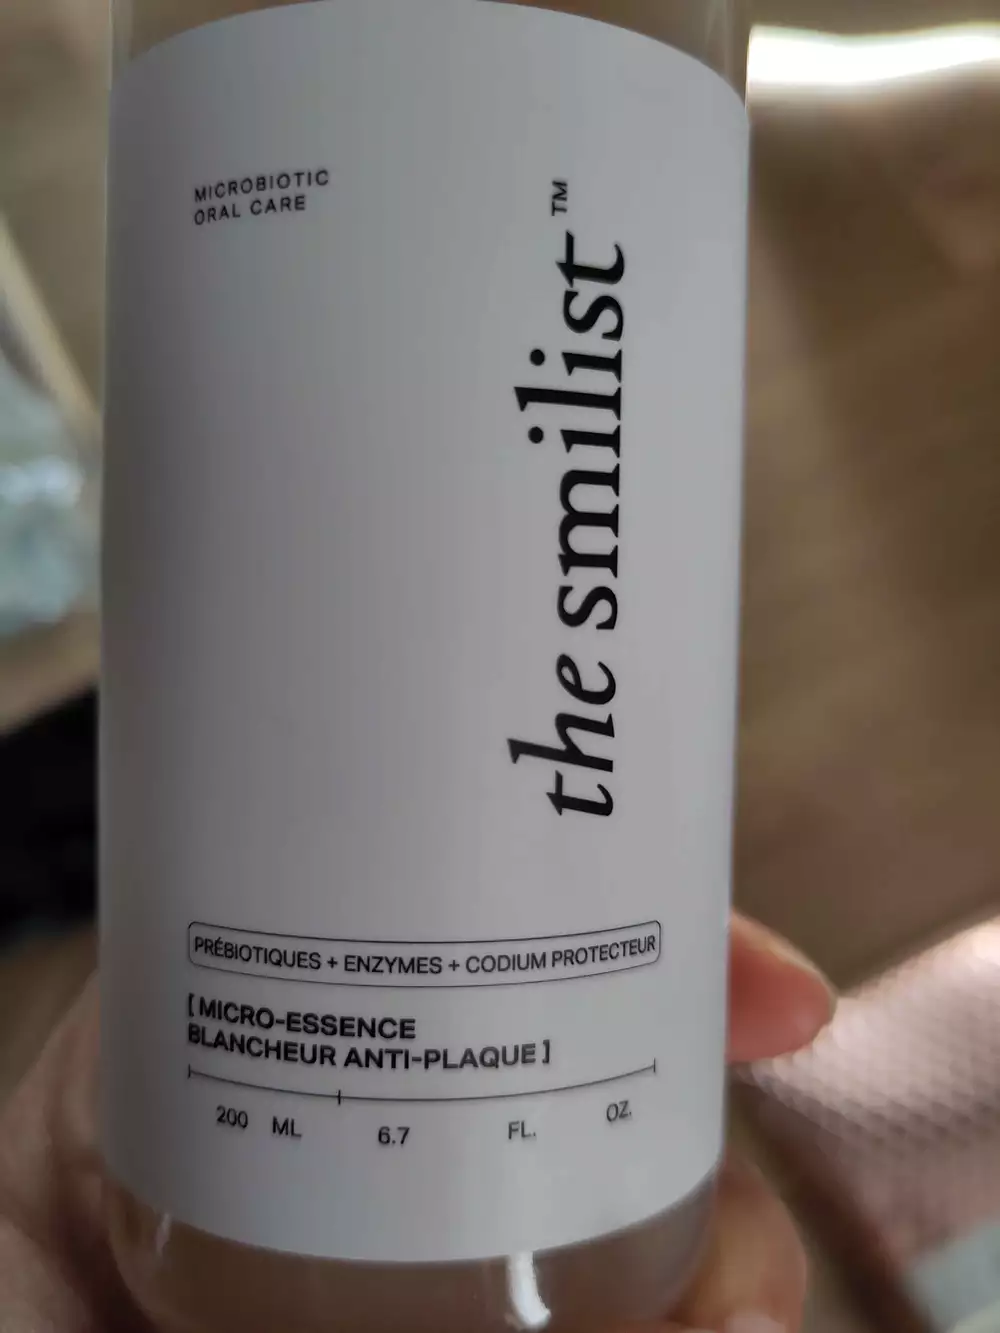 MICROBIOTIC
ORAL CARE
the smilist™
PRÉBIOTIQUES + ENZYMES + CODIUM PROTECTEUR
[ MICRO-ESSENCE
BLANCHEUR ANTI-PLAQUE ]
200 ML 6.7 FL. OZ.